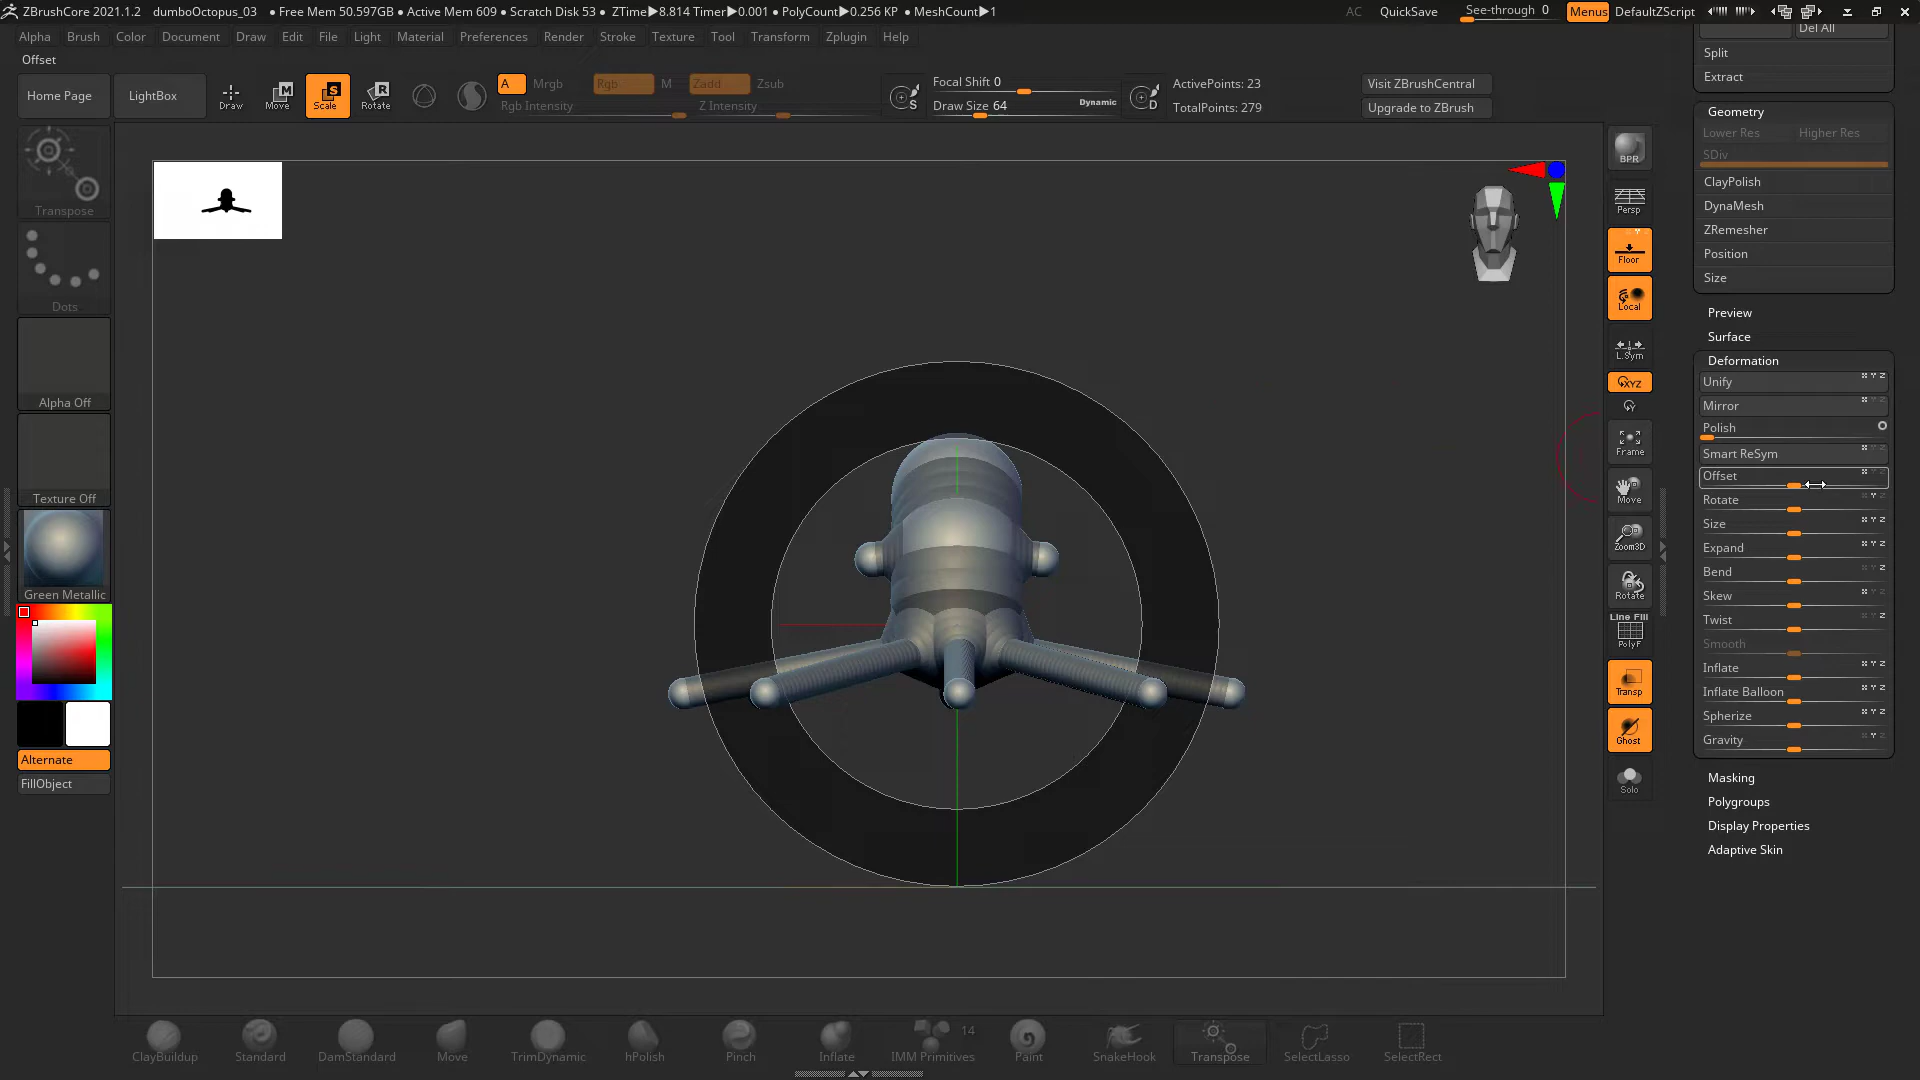 ZBrushCore 2021.1.2 dumboOctopus_03 ● Free Mem 50.597GB ● Active Mem 609 ● Scratch Disk 53 ● ZTime▶8.814 Timer▶0.001 ● PolyCount▶0.256 KP ● MeshCount▶1 AC QuickSave See-through 0 Menus DefaultZScript
Alpha Brush Color Document Draw Edit File Light Material Preferences Render Stroke Texture Tool Transform Zplugin Help
Offset
Home Page LightBox Draw Move Scale Rotate A Mrgb Rgb M Zadd Zsub
Rgb Intensity Z Intensity
Focal Shift 0
Draw Size 64 Dynamic
S D
ActivePoints: 23
TotalPoints: 279
Visit ZBrushCentral
Upgrade to ZBrush
Transpose
Dots
Alpha Off
Texture Off
Green Metallic
Alternate
FillObject
BPR
Persp
Floor
Local
L.Sym
XYZ
Y
Frame
Move
Zoom3D
Rotate
Line Fill
PolyF
Transp
Ghost
Solo
Del All
Split
Extract
Geometry
Lower Res Higher Res
SDiv
ClayPolish
DynaMesh
ZRemesher
Position
Size
Preview
Surface
Deformation
Unify X Y Z
Mirror X Y Z
Polish
Smart ReSym X Y Z
Offset X Y Z
Rotate X Y Z
Size X Y Z
Expand X Y Z
Bend X Y Z
Skew X Y Z
Twist X Y Z
Smooth
Inflate X Y Z
Inflate Balloon X Y Z
Spherize X Y Z
Gravity X Y Z
Masking
Polygroups
Display Properties
Adaptive Skin
ClayBuildup Standard DamStandard Move TrimDynamic hPolish Pinch Inflate IMM Primitives 14 Paint SnakeHook Transpose SelectLasso SelectRect